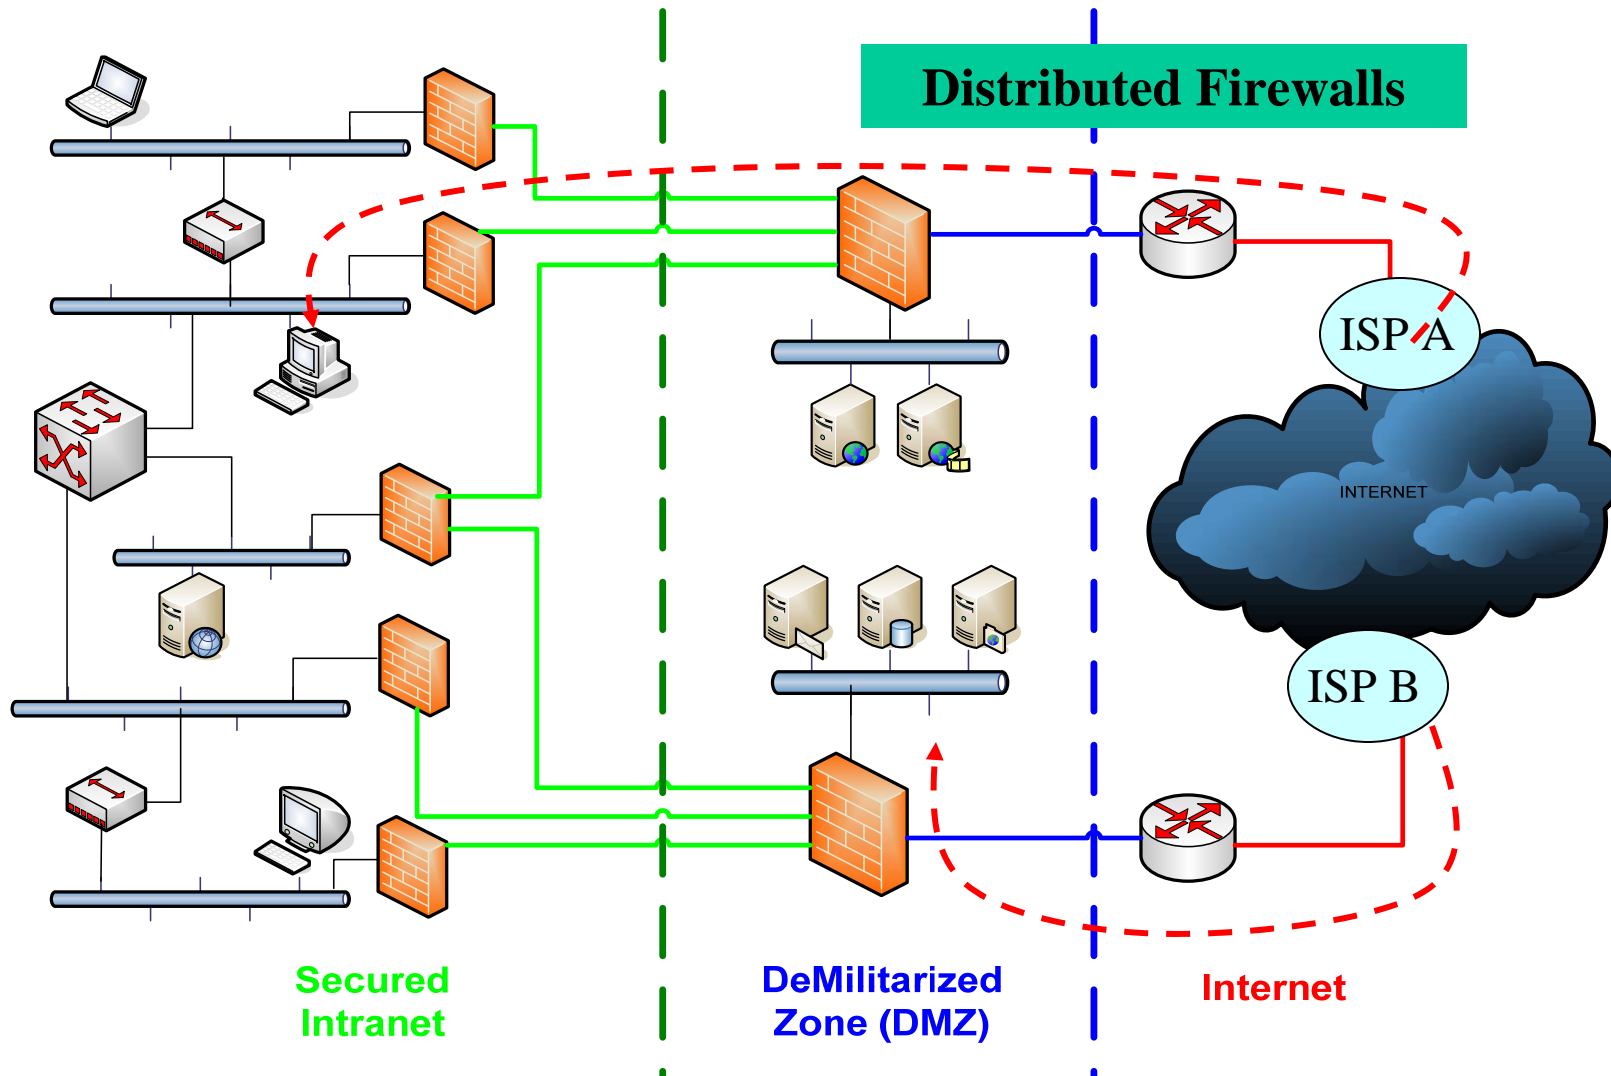 Distributed Firewalls
ISP A
INTERNET
ISP B
Secured
Intranet
DeMilitarized
Zone (DMZ)
Internet